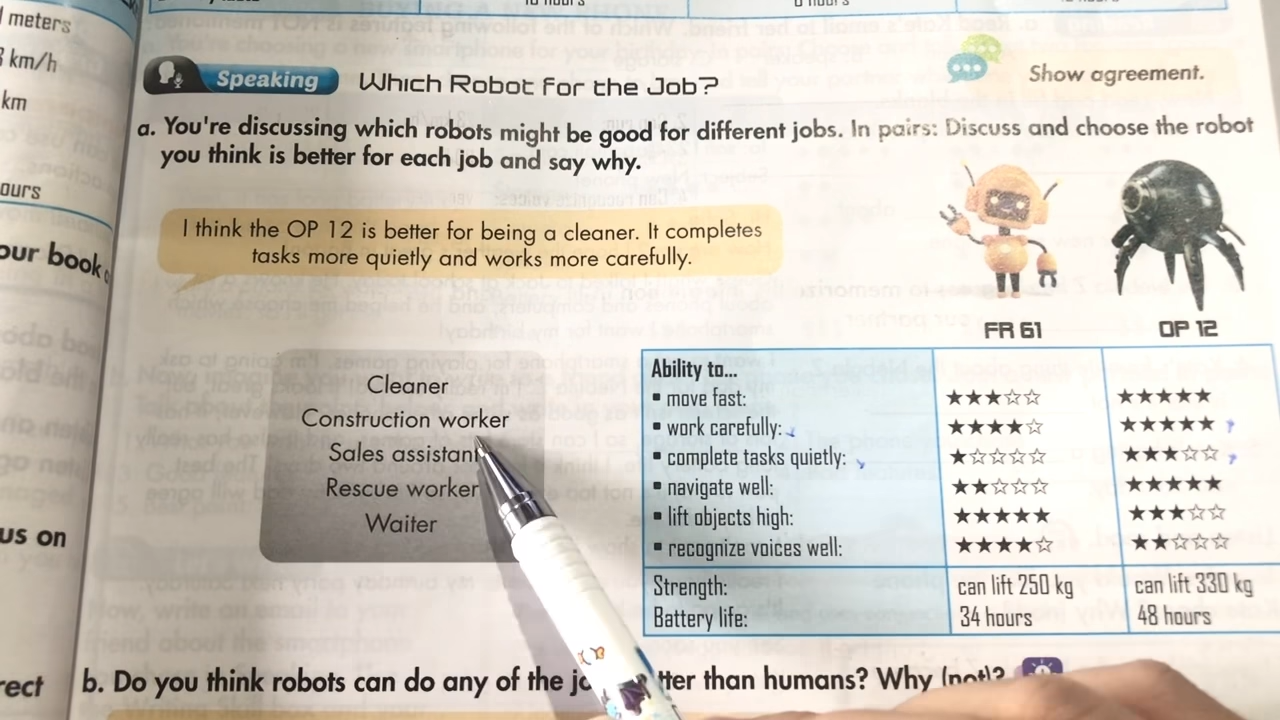 meters
km/h
km
ours
our book
us on
rect
Speaking
Which Robot for the Job?
Show agreement.
a. You're discussing which robots might be good for different jobs. In pairs: Discuss and choose the robot
you think is better for each job and say why.
I think the OP 12 is better for being a cleaner. It completes
tasks more quietly and works more carefully.
FR 61 OP 12
Cleaner
Construction worker
Sales assistant
Rescue worker
Waiter
Ability to...
▪ move fast: ★★★☆☆ ★★★★★
▪ work carefully: ★★★★☆ ★★★★★
▪ complete tasks quietly: ★☆☆☆☆ ★★★☆☆
▪ navigate well: ★★☆☆☆ ★★★★★
▪ lift objects high: ★★★★★ ★★★☆☆
▪ recognize voices well: ★★★★☆ ★★☆☆☆
Strength: can lift 250 kg can lift 330 kg
Battery life: 34 hours 48 hours
b. Do you think robots can do any of the jo tter than humans? Why (not)?